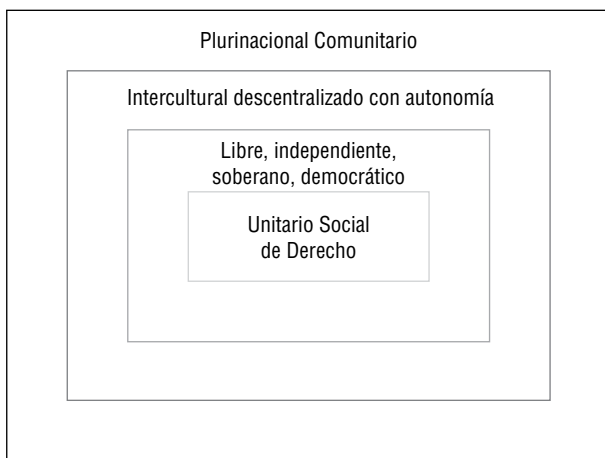 Plurinacional Comunitario
Intercultural descentralizado con autonomía
Libre, independiente,
soberano, democrático
Unitario Social
de Derecho